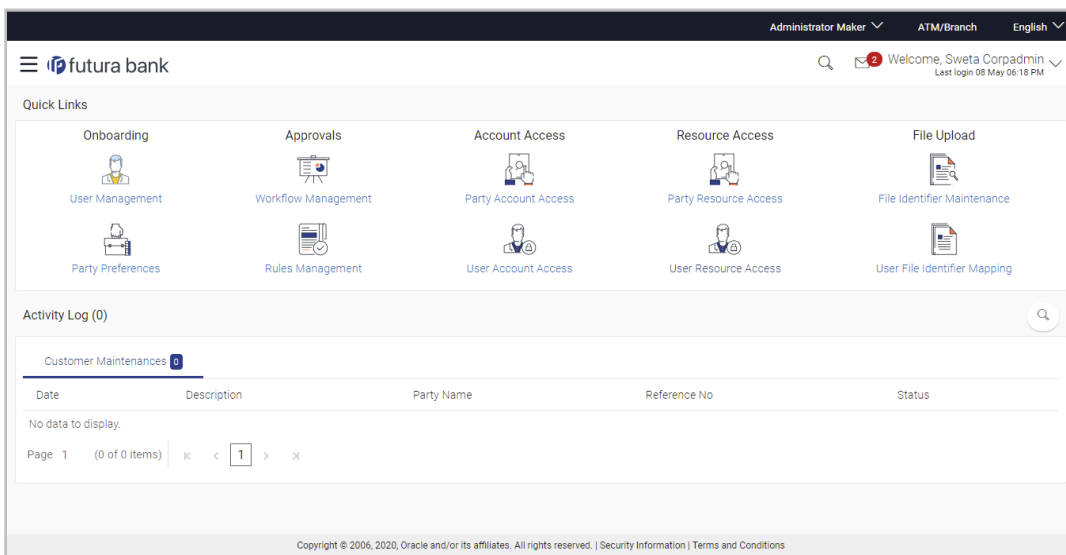 Administrator Maker ATM/Branch English
futura bank
2 Welcome, Sweta Corpadmin
Last login 08 May 06:18 PM
Quick Links
Onboarding Approvals Account Access Resource Access File Upload
User Management Workflow Management Party Account Access Party Resource Access File Identifier Maintenance
Party Preferences Rules Management User Account Access User Resource Access User File Identifier Mapping
Activity Log (0)
Customer Maintenances 0
Date Description Party Name Reference No Status
No data to display.
Page 1 (0 of 0 items) 1
Copyright © 2006, 2020, Oracle and/or its affiliates. All rights reserved. | Security Information | Terms and Conditions